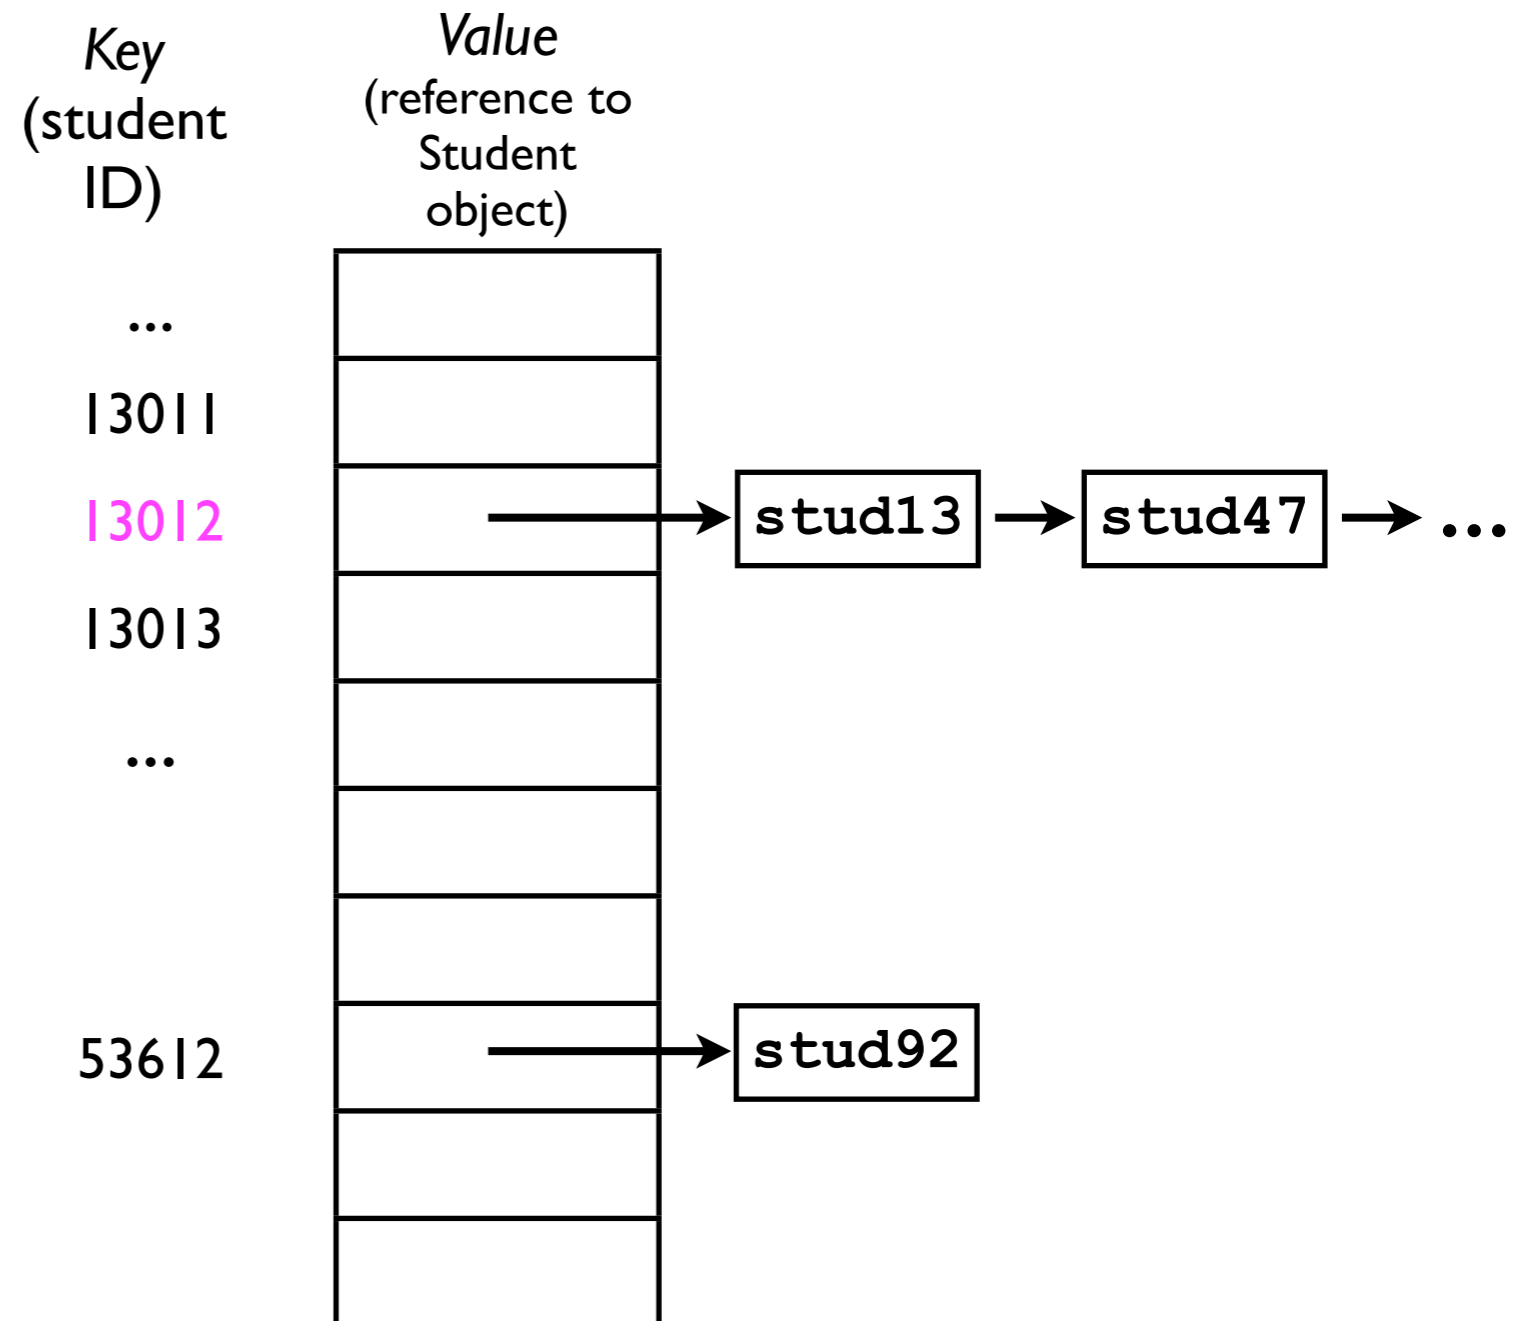 Key
(student
ID)
Value
(reference to
Student
object)
...
13011
13012
stud13
stud47
...
13013
...
53612
stud92